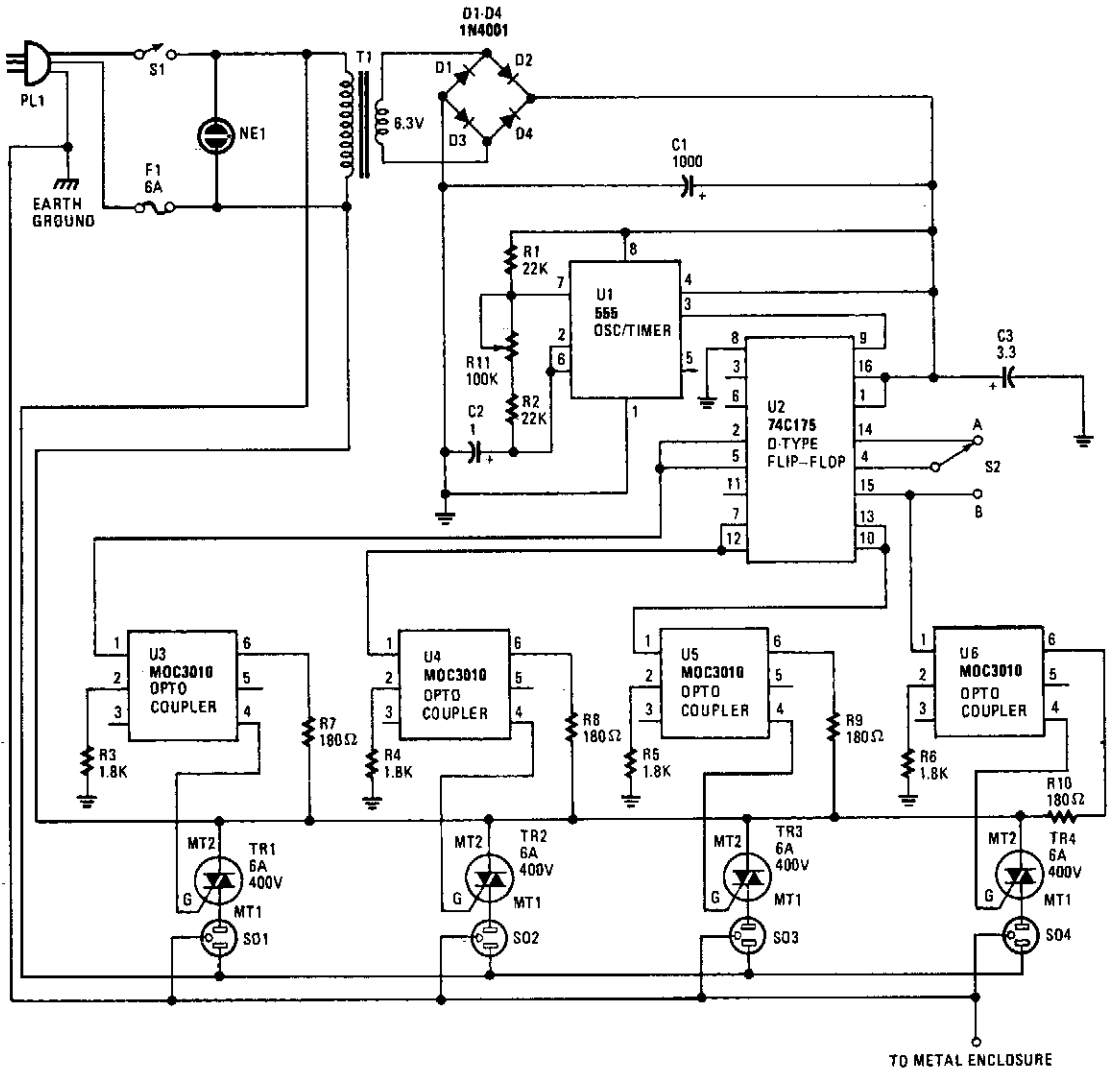 D1-D4
1N4001
S1
T1
D1
D2
PL1
NE1
6.3V
D3
D4
F1
6A
C1
1000
+
EARTH
GROUND
R1
22K
8
7
U1
555
OSC/TIMER
4
3
2
6
5
R11
100K
1
R2
22K
C2
1
+
8
9
C3
3.3
+
3
16
6
1
U2
74C175
D-TYPE
FLIP-FLOP
2
14
A
5
4
S2
11
15
B
7
13
12
10
1
6
U3
MOC3010
OPTO
COUPLER
2
5
3
4
R3
1.8K
R7
180Ω
1
6
U4
MOC3010
OPTO
COUPLER
2
5
3
4
R4
1.8K
R8
180Ω
1
6
U5
MOC3010
OPTO
COUPLER
2
5
3
4
R5
1.8K
R9
180Ω
1
6
U6
MOC3010
OPTO
COUPLER
2
5
3
4
R6
1.8K
R10
180Ω
MT2
TR1
6A
400V
G
MT1
SO1
MT2
TR2
6A
400V
G
MT1
SO2
MT2
TR3
6A
400V
G
MT1
SO3
MT2
TR4
6A
400V
G
MT1
SO4
TO METAL ENCLOSURE